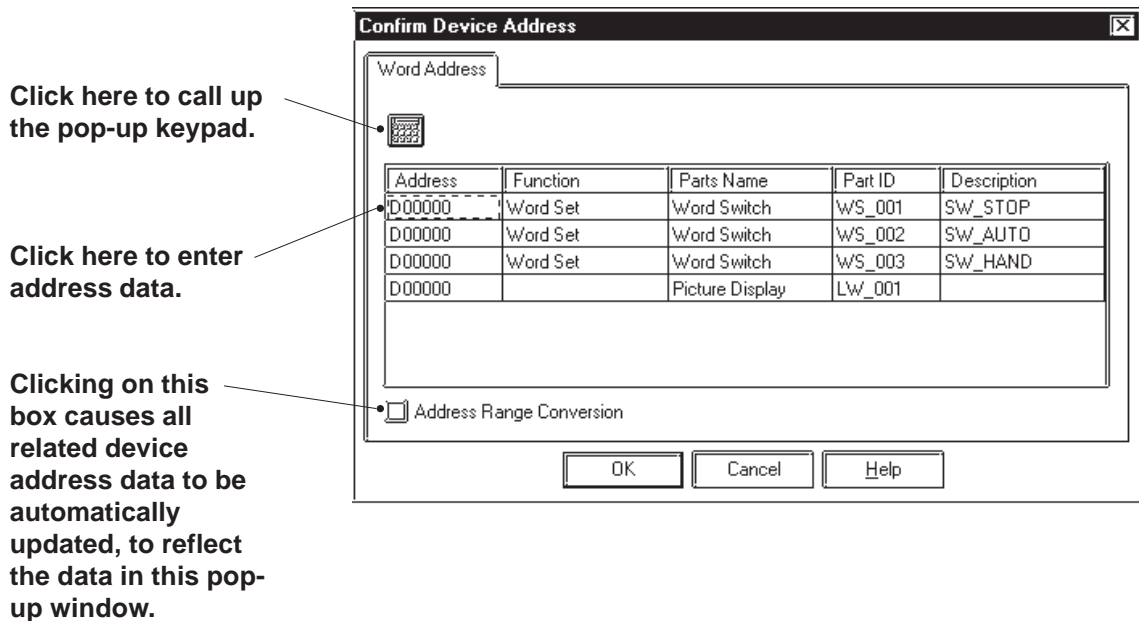 Confirm Device Address
Word Address
Click here to call up
the pop-up keypad.
Address Function Parts Name Part ID Description
D00000 Word Set Word Switch WS_001 SW_STOP
D00000 Word Set Word Switch WS_002 SW_AUTO
D00000 Word Set Word Switch WS_003 SW_HAND
D00000 Picture Display LW_001
Click here to enter
address data.
Clicking on this
box causes all
related device
address data to be
automatically
updated, to reflect
the data in this pop-
up window.
Address Range Conversion
OK Cancel Help